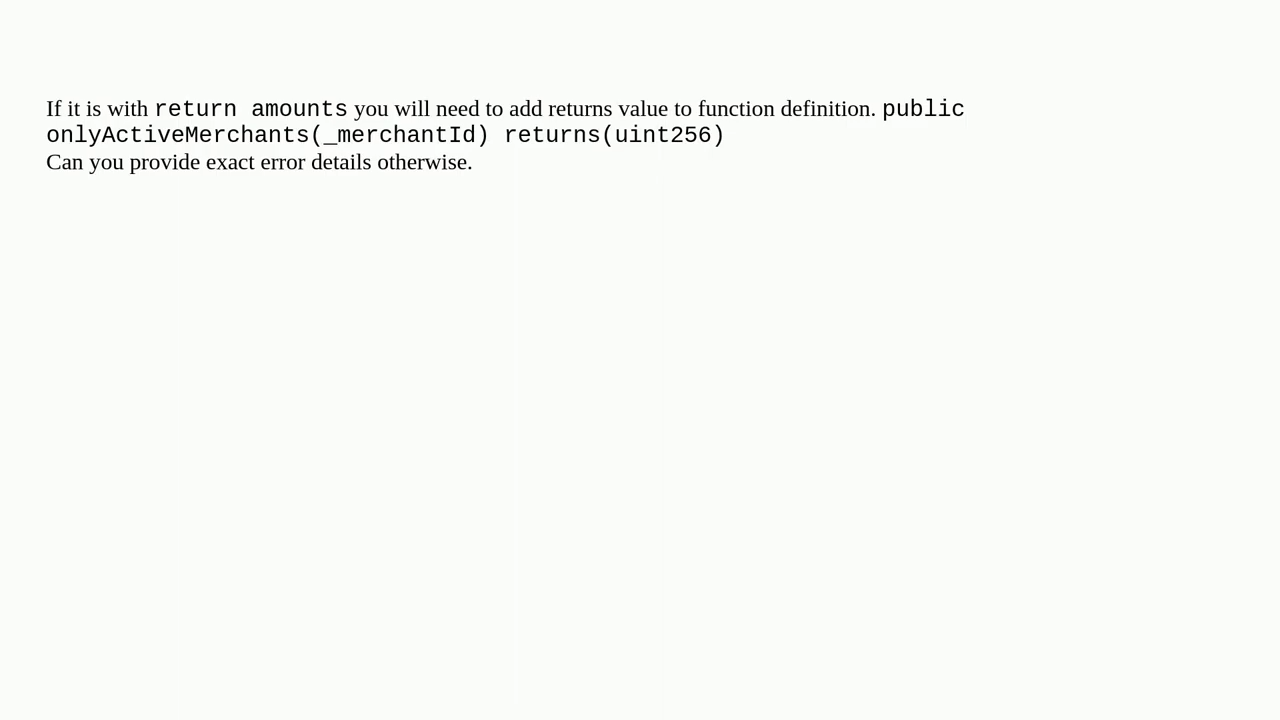 If it is with return amounts you will need to add returns value to function definition. public
onlyActiveMerchants(_merchantId) returns(uint256)
Can you provide exact error details otherwise.